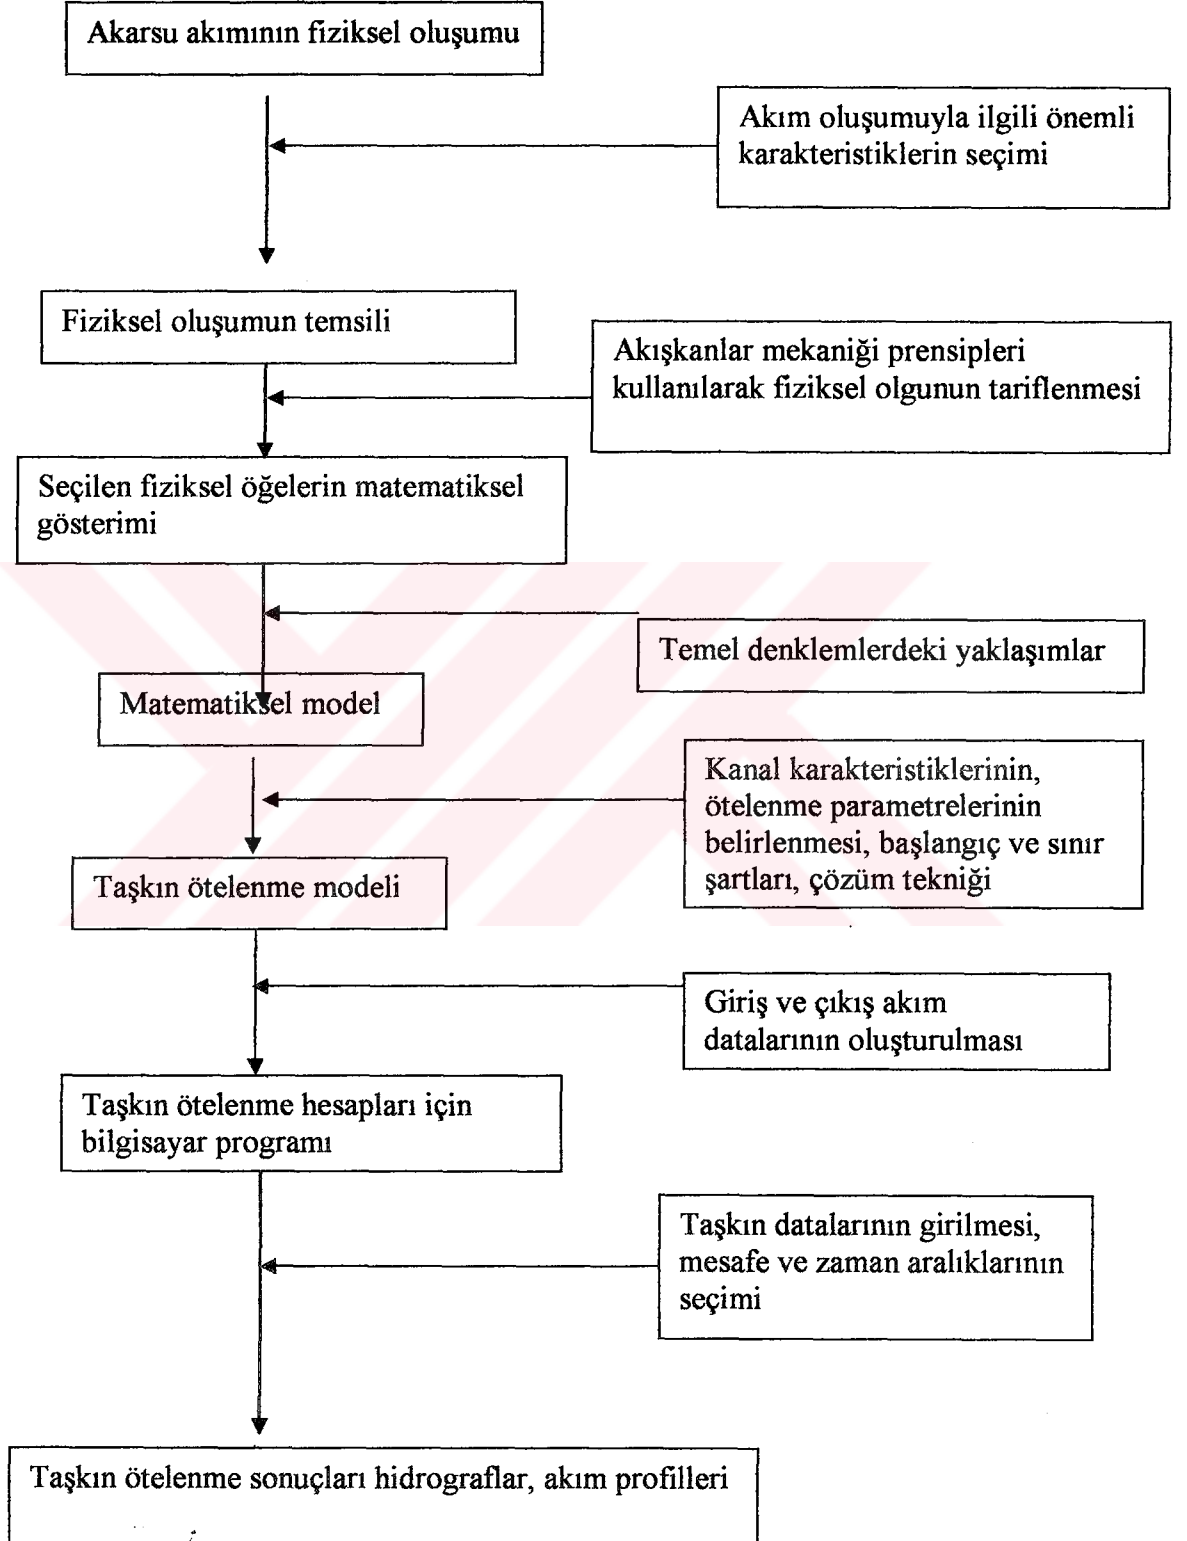 Akarsu akımının fiziksel oluşumu
Akım oluşumuyla ilgili önemli
karakteristiklerin seçimi
Fiziksel oluşumun temsili
Akışkanlar mekaniği prensipleri
kullanılarak fiziksel olgunun tariflenmesi
Seçilen fiziksel öğelerin matematiksel
gösterimi
Temel denklemlerdeki yaklaşımlar
Matematiksel model
Kanal karakteristiklerinin,
ötelenme parametrelerinin
belirlenmesi, başlangıç ve sınır
şartları, çözüm tekniği
Taşkın ötelenme modeli
Giriş ve çıkış akım
datalarının oluşturulması
Taşkın ötelenme hesapları için
bilgisayar programı
Taşkın datalarının girilmesi,
mesafe ve zaman aralıklarının
seçimi
Taşkın ötelenme sonuçları hidrograflar, akım profilleri